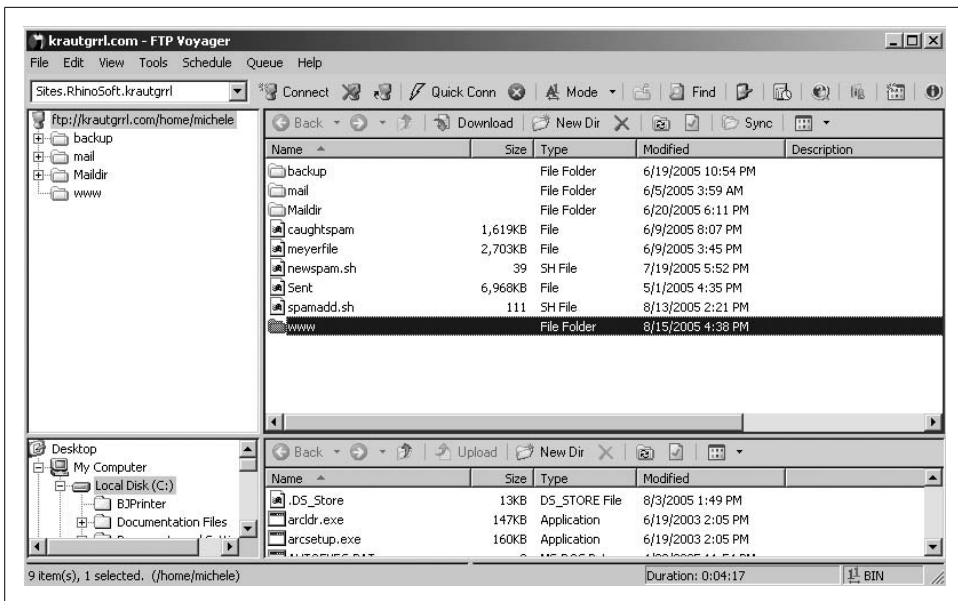 krautgrrl.com - FTP Voyager
File Edit View Tools Schedule Queue Help
Sites.RhinoSoft.krautgrrl Connect Quick Conn Mode Find
ftp://krautgrrl.com/home/michele
backup
mail
Maildir
www
Back Download New Dir Sync
Name Size Type Modified Description
backup File Folder 6/19/2005 10:54 PM
mail File Folder 6/5/2005 3:59 AM
Maildir File Folder 6/20/2005 6:11 PM
caughtspam 1,619KB File 6/9/2005 8:07 PM
meyerfile 2,703KB File 6/9/2005 3:45 PM
newspam.sh 39 SH File 7/19/2005 5:52 PM
Sent 6,968KB File 5/1/2005 4:35 PM
spamadd.sh 111 SH File 8/13/2005 2:21 PM
www File Folder 8/15/2005 4:38 PM
Desktop
My Computer
Local Disk (C:)
BJPrinter
Documentation Files
Back Upload New Dir
Name Size Type Modified
.DS_Store 13KB DS_STORE File 8/3/2005 1:49 PM
arcldr.exe 147KB Application 6/19/2003 2:05 PM
arcsetup.exe 160KB Application 6/19/2003 2:05 PM
9 item(s), 1 selected. (/home/michele) Duration: 0:04:17 BIN